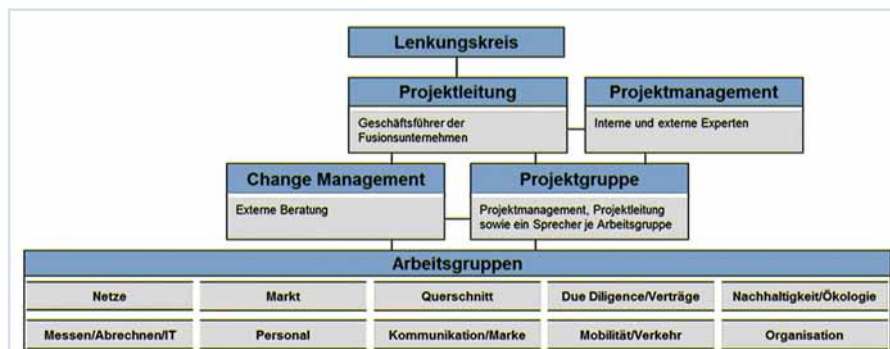 Lenkungskreis
Projektleitung
Geschäftsführer der
Fusionsunternehmen
Projektmanagement
Interne und externe Experten
Change Management
Externe Beratung
Projektgruppe
Projektmanagement, Projektleitung
sowie ein Sprecher je Arbeitsgruppe
Arbeitsgruppen
Netze
Markt
Querschnitt
Due Diligence/Verträge
Nachhaltigkeit/Ökologie
Messen/Abrechnen/IT
Personal
Kommunikation/Marke
Mobilität/Verkehr
Organisation